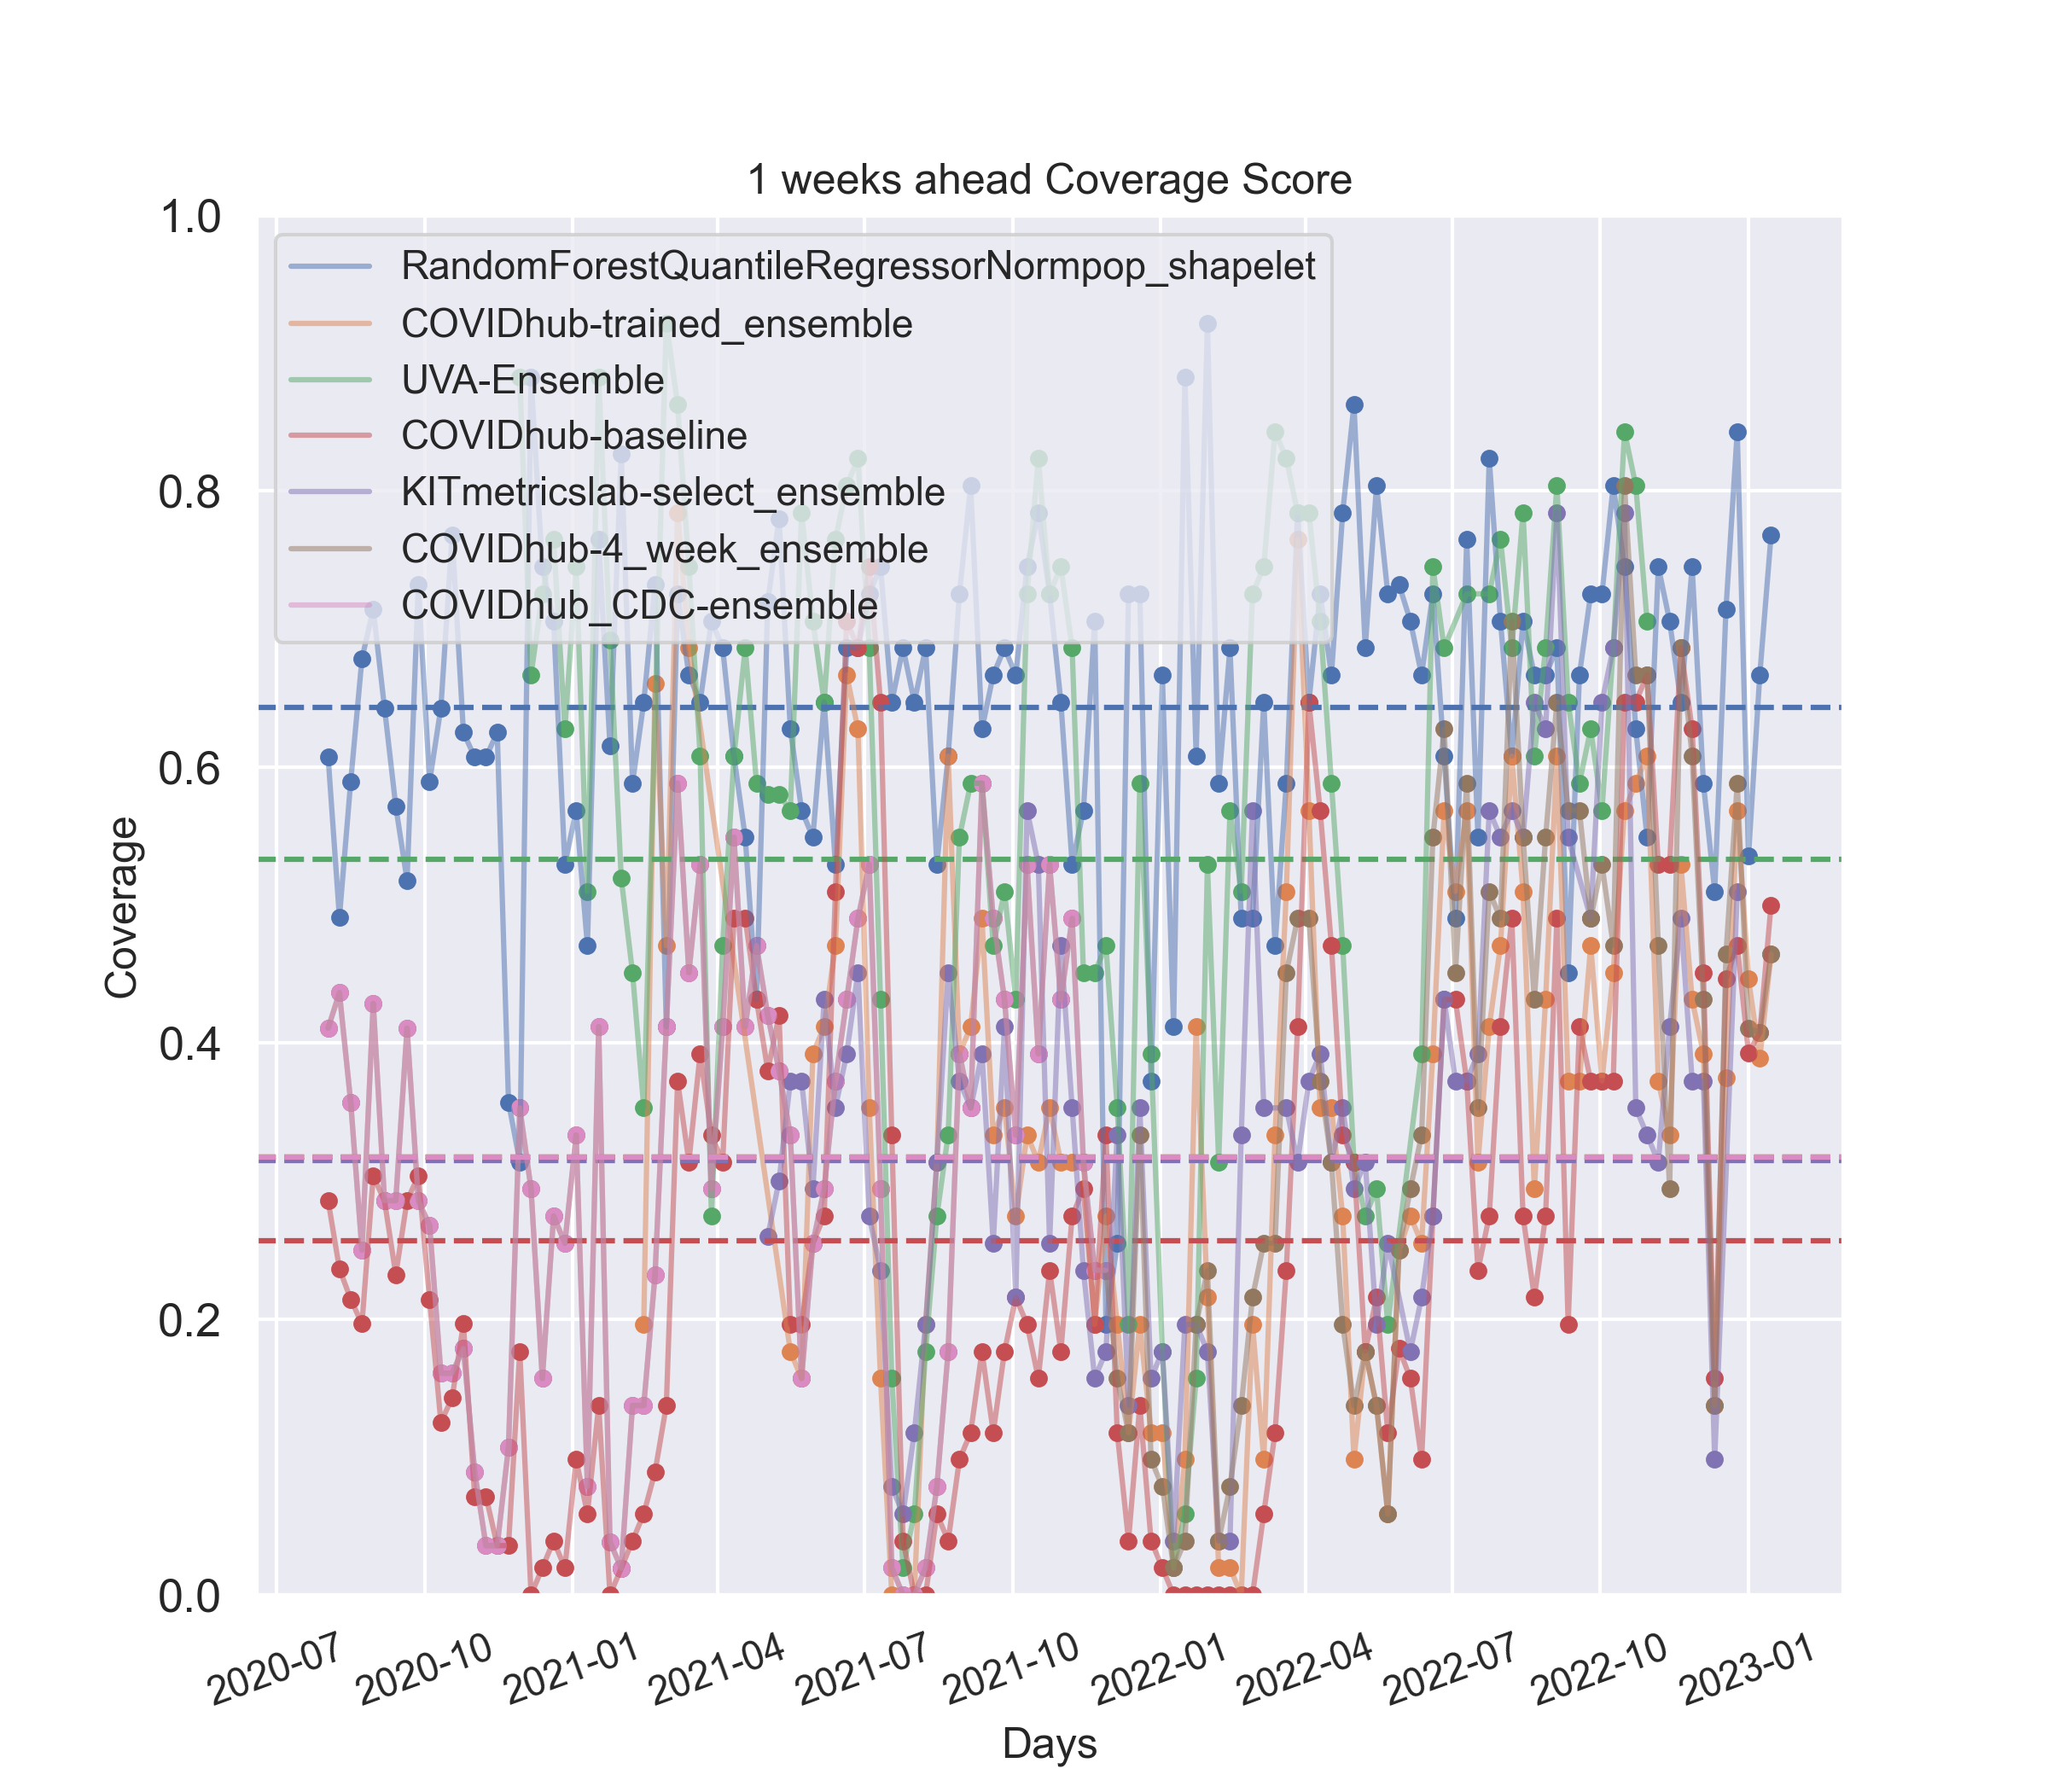 1 weeks ahead Coverage Score
1.0
0.8
0.6
0.4
0.2
0.0
Coverage
RandomForestQuantileRegressorNormpop_shapelet
COVIDhub-trained_ensemble
UVA-Ensemble
COVIDhub-baseline
KITmetricslab-select_ensemble
COVIDhub-4_week_ensemble
COVIDhub_CDC-ensemble
2020-07
2020-10
2021-01
2021-04
2021-07
2021-10
2022-01
2022-04
2022-07
2022-10
2023-01
Days